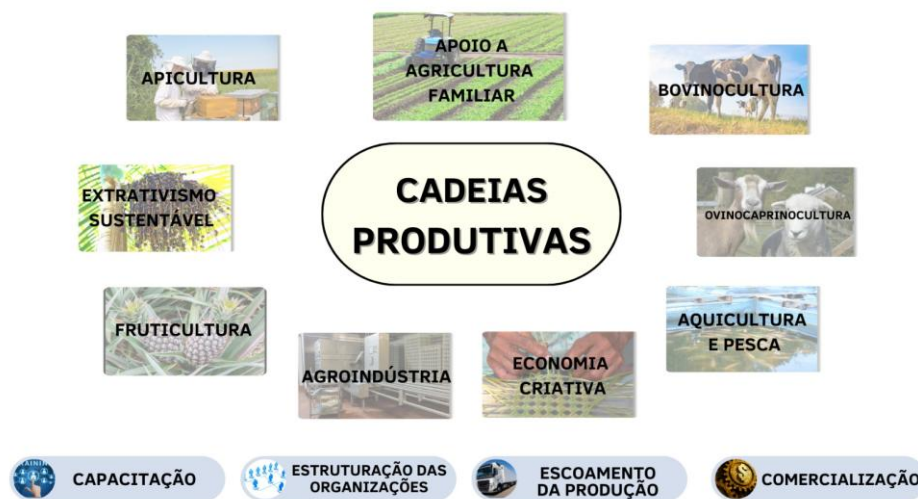 APICULTURA
APOIO A
AGRICULTURA
FAMILIAR
BOVINOCULTURA
EXTRATIVISMO
SUSTENTÁVEL
CADEIAS
PRODUTIVAS
OVINOCAPRINOCULTURA
FRUTICULTURA
AGROINDÚSTRIA
ECONOMIA
CRIATIVA
AQUICULTURA
E PESCA
CAPACITAÇÃO
ESTRUTURAÇÃO DAS
ORGANIZAÇÕES
ESCOAMENTO
DA PRODUÇÃO
COMERCIALIZAÇÃO